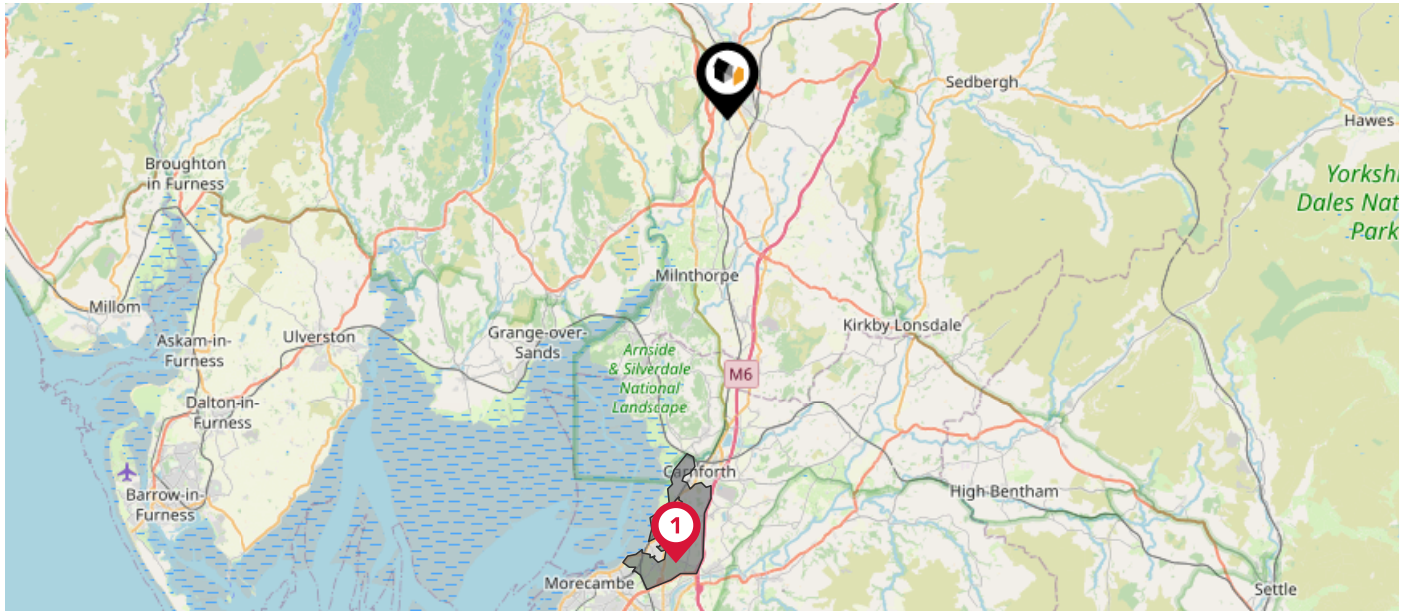 Sedbergh
Hawes
Broughton
in Furness
Yorkshi
Dales Nat
Park
Milnthorpe
Millom
Kirkby Lonsdale
Ulverston
Grange-over-
Sands
Askam-in-
Furness
Arnside
& Silverdale
National
Landscape
M6
Dalton-in-
Furness
Carnforth
High Bentham
Barrow-in-
Furness
1
Morecambe
Settle